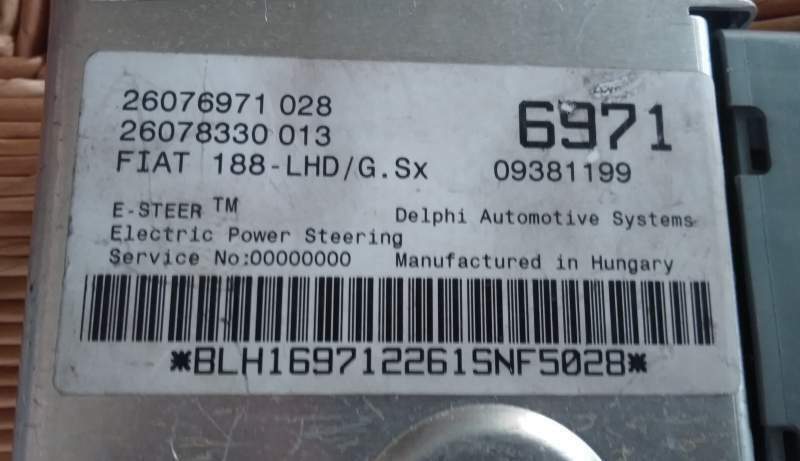 26076971 028
26078330 013 6971
FIAT 188-LHD/G.Sx 09381199
E-STEER TM
Delphi Automotive Systems
Electric Power Steering
Service No:00000000 Manufactured in Hungary
*BLH169712261SNF5028*